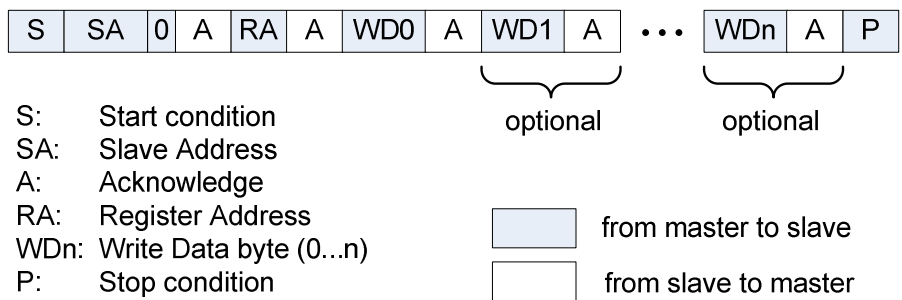 S SA 0 A RA A WD0 A WD1 A • • • WDn A P
optional optional
S: Start condition
SA: Slave Address
A: Acknowledge
RA: Register Address
WDn: Write Data byte (0...n)
P: Stop condition
from master to slave
from slave to master